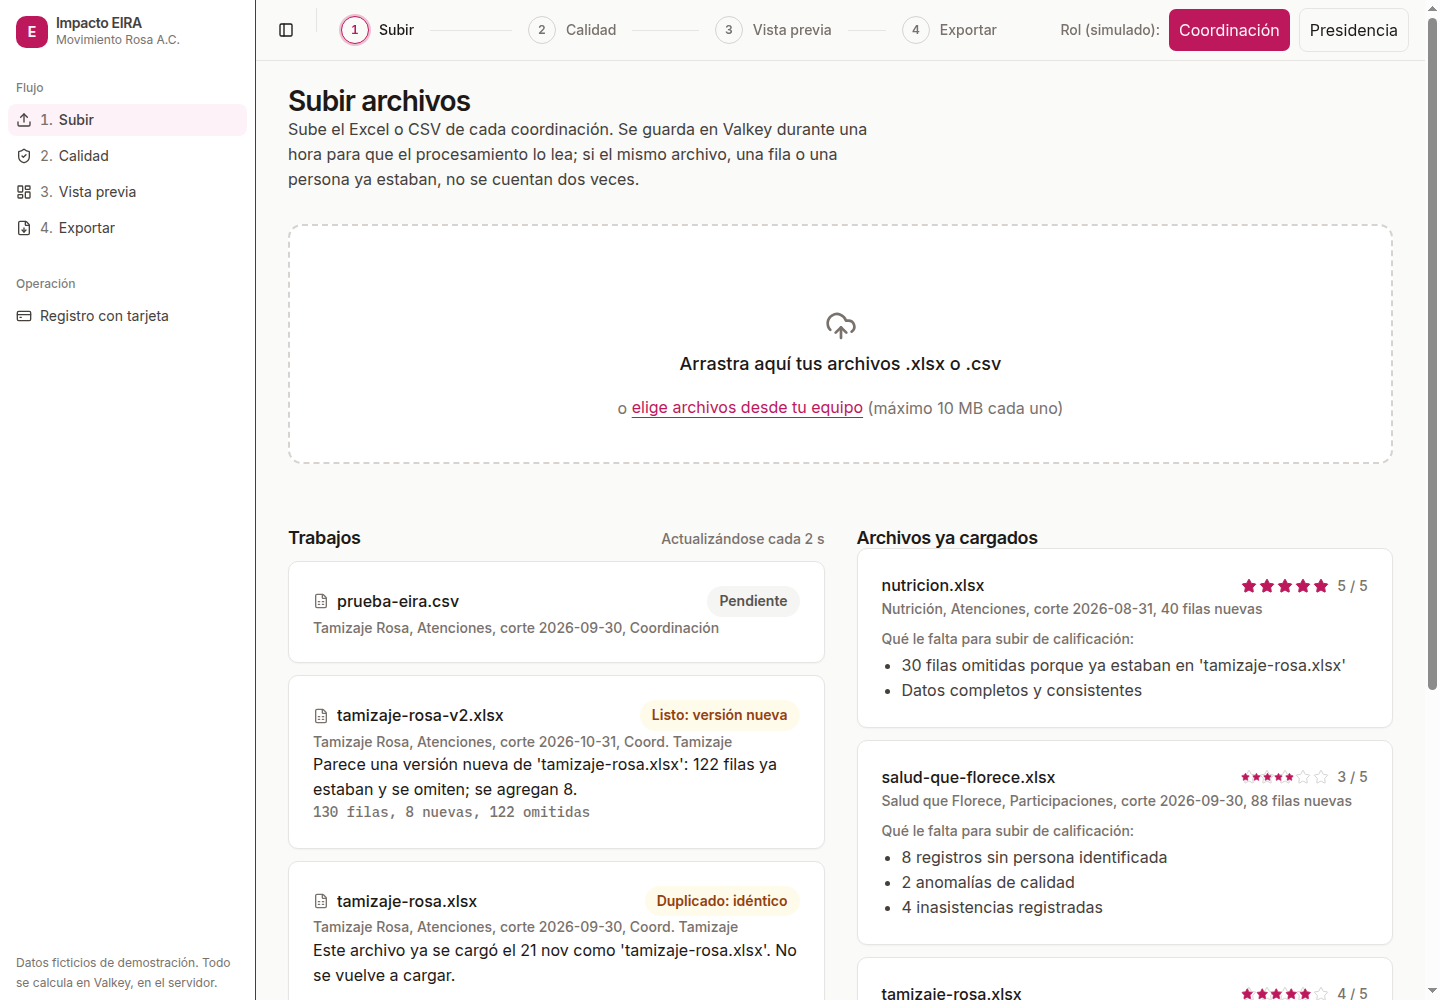 E
Impacto EIRA
Movimiento Rosa A.C.
Flujo
1. Subir
2. Calidad
3. Vista previa
4. Exportar
Operación
Registro con tarjeta
Datos ficticios de demostración. Todo
se calcula en Valkey, en el servidor.
1 Subir
2 Calidad
3 Vista previa
4 Exportar
Rol (simulado):
Coordinación
Presidencia
Subir archivos
Sube el Excel o CSV de cada coordinación. Se guarda en Valkey durante una
hora para que el procesamiento lo lea; si el mismo archivo, una fila o una
persona ya estaban, no se cuentan dos veces.
Arrastra aquí tus archivos .xlsx o .csv
o elige archivos desde tu equipo (máximo 10 MB cada uno)
Trabajos
Actualizándose cada 2 s
prueba-eira.csv
Pendiente
Tamizaje Rosa, Atenciones, corte 2026-09-30, Coordinación
tamizaje-rosa-v2.xlsx
Listo: versión nueva
Tamizaje Rosa, Atenciones, corte 2026-10-31, Coord. Tamizaje
Parece una versión nueva de 'tamizaje-rosa.xlsx': 122 filas ya
estaban y se omiten; se agregan 8.
130 filas, 8 nuevas, 122 omitidas
tamizaje-rosa.xlsx
Duplicado: idéntico
Tamizaje Rosa, Atenciones, corte 2026-09-30, Coord. Tamizaje
Este archivo ya se cargó el 21 nov como 'tamizaje-rosa.xlsx'. No
se vuelve a cargar.
Archivos ya cargados
nutricion.xlsx
5 / 5
Nutrición, Atenciones, corte 2026-08-31, 40 filas nuevas
Qué le falta para subir de calificación:
• 30 filas omitidas porque ya estaban en 'tamizaje-rosa.xlsx'
• Datos completos y consistentes
salud-que-florece.xlsx
3 / 5
Salud que Florece, Participaciones, corte 2026-09-30, 88 filas nuevas
Qué le falta para subir de calificación:
• 8 registros sin persona identificada
• 2 anomalías de calidad
• 4 inasistencias registradas
tamizaje-rosa.xlsx
4 / 5